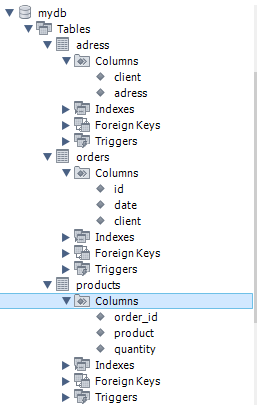 mydb
Tables
adress
Columns
client
adress
Indexes
Foreign Keys
Triggers
orders
Columns
id
date
client
Indexes
Foreign Keys
Triggers
products
Columns
order_id
product
quantity
Indexes
Foreign Keys
Triggers